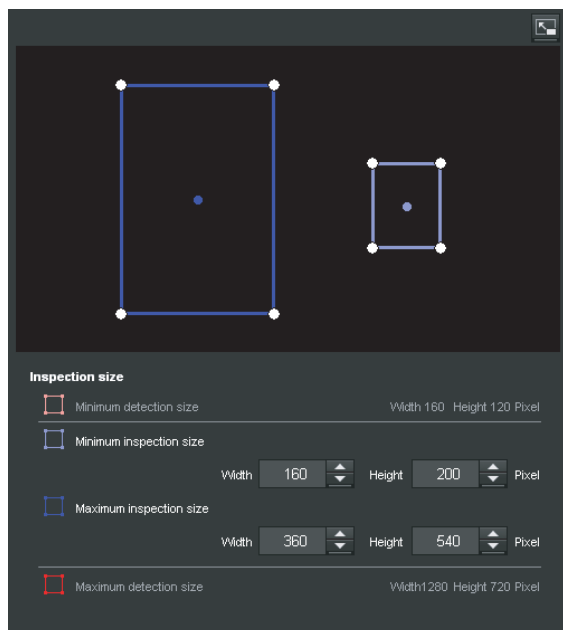 Inspection size
Minimum detection size Width 160 Height 120 Pixel
Minimum inspection size
Width 160 Height 200 Pixel
Maximum inspection size
Width 360 Height 540 Pixel
Maximum detection size Width1280 Height 720 Pixel